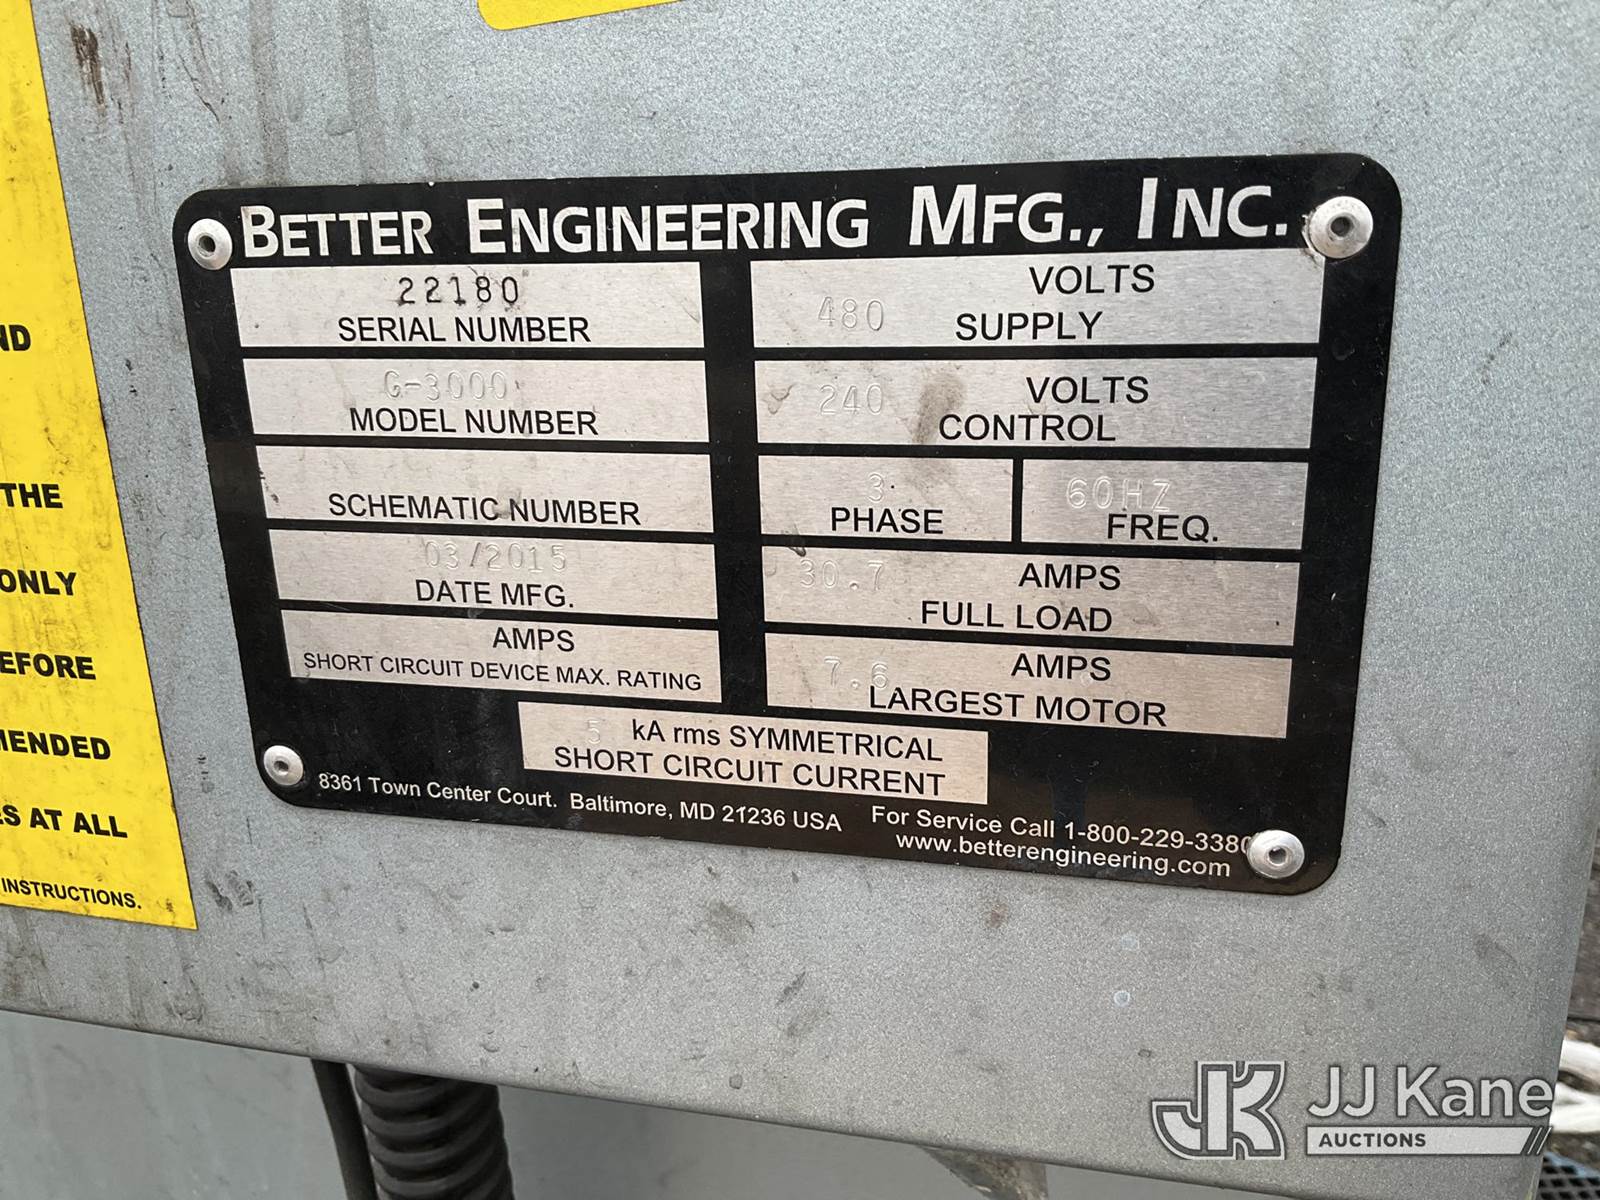 ND
THE
ONLY
EFORE
MENDED
S AT ALL
INSTRUCTIONS.
BETTER ENGINEERING MFG., INC.
22180
SERIAL NUMBER
G-3000
MODEL NUMBER
SCHEMATIC NUMBER
03/2015
DATE MFG.
AMPS
SHORT CIRCUIT DEVICE MAX. RATING
VOLTS
480 SUPPLY
240 VOLTS
CONTROL
3
PHASE
60HZ
FREQ.
30.7 AMPS
FULL LOAD
7.6 AMPS
LARGEST MOTOR
5 kA rms SYMMETRICAL
SHORT CIRCUIT CURRENT
8361 Town Center Court. Baltimore, MD 21236 USA
For Service Call 1-800-229-3380
www.betterengineering.com
JK JJ Kane
AUCTIONS